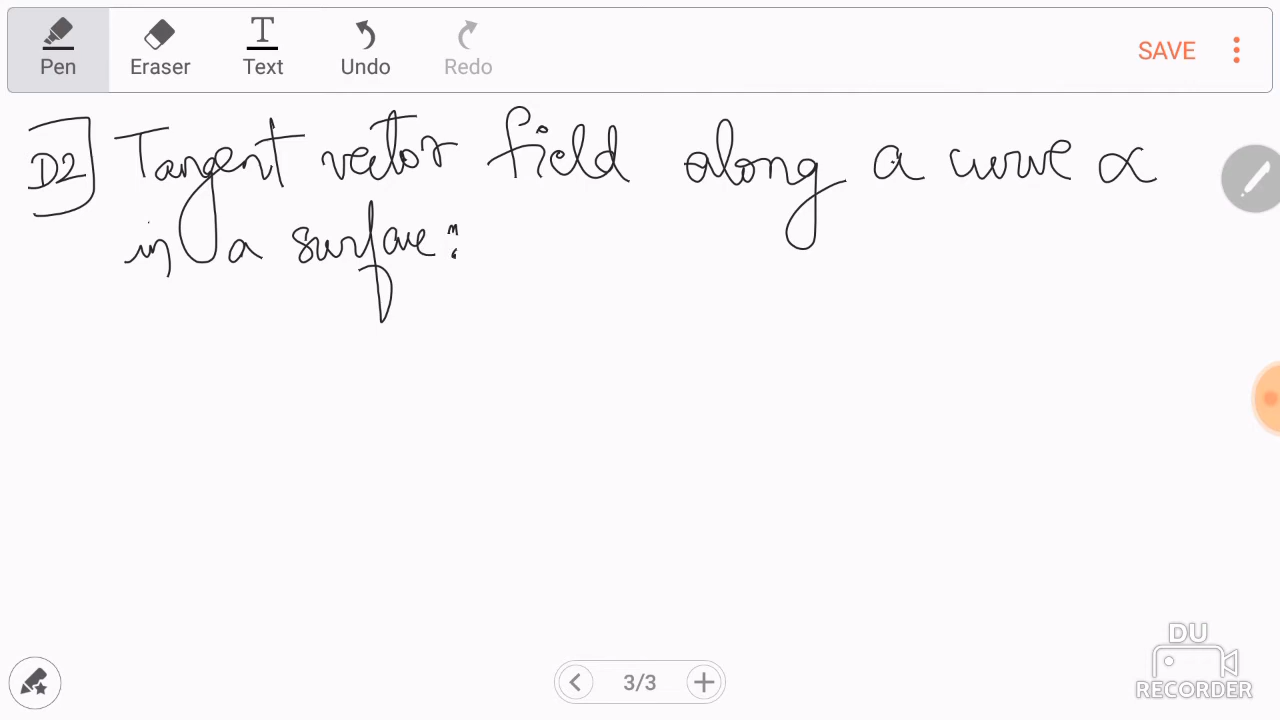 Pen
Eraser
Text
Undo
Redo
SAVE
D2] Tangent vector field along a curve α
in a surface:
3/3
DU
RECORDER